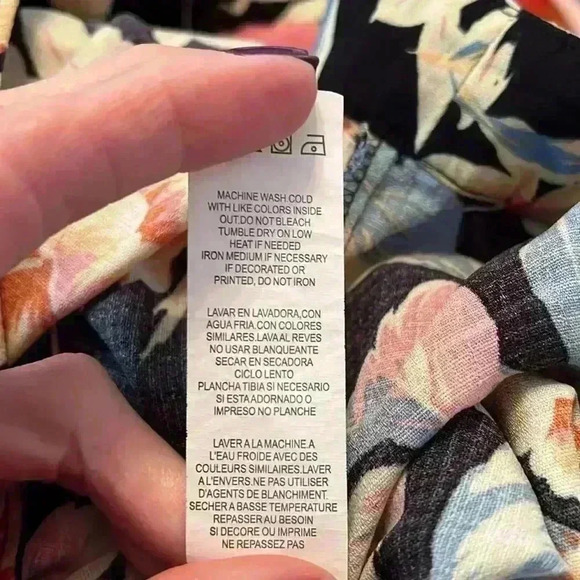 MACHINE WASH COLD
WITH LIKE COLORS INSIDE
OUT.DO NOT BLEACH
TUMBLE DRY ON LOW
HEAT IF NEEDED
IRON MEDIUM IF NECESSARY
IF DECORATED OR
PRINTED, DO NOT IRON
LAVAR EN LAVADORA,CON
AGUA FRIA,CON COLORES
SIMILARES.LAVA AL REVES
NO USAR BLANQUEANTE
SECAR EN SECADORA
CICLO LENTO
PLANCHA TIBIA SI NECESARIO
SI ESTA ADORNADO O
IMPRESO NO PLANCHE
LAVER A LA MACHINE.A
L'EAU FROIDE AVEC DES
COULEURS SIMILAIRES.LAVER
A L'ENVERS.NE PAS UTILISER
D'AGENTS DE BLANCHIMENT.
SECHER A BASSE TEMPERATURE
REPASSER AU BESOIN
SI DECORE OU IMPRIME
NE REPASSEZ PAS